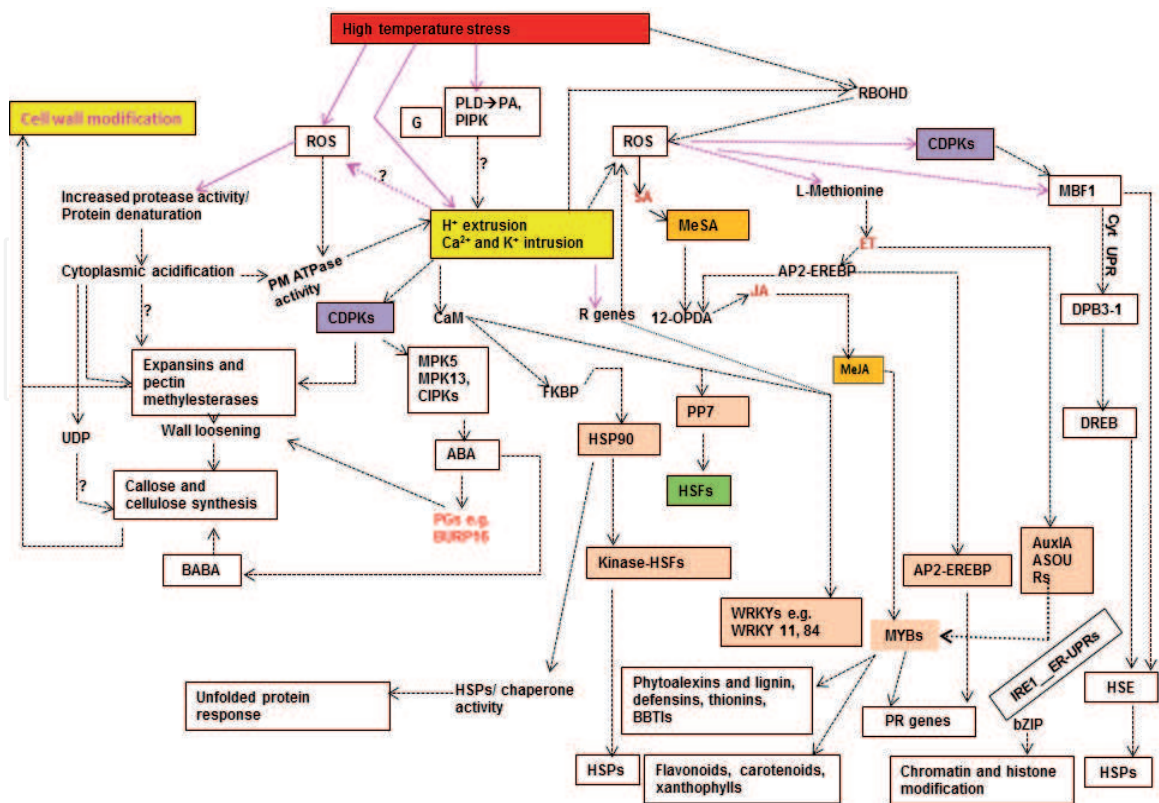 High temperature stress
RBOHD
Cell wall modification
PLD→PA,
PIPK
G
ROS
ROS
CDPKs
?
?
L-Methionine
MBF1
Increased protease activity/
Protein denaturation
SA
MeSA
H⁺ extrusion
Ca²⁺ and K⁺ intrusion
ET
Cyt UPR
Cytoplasmic acidification
PM ATPase
activity
AP2-EREBP
JA
?
CDPKs
CaM
R genes
12-OPDA
DPB3-1
Expansins and
pectin
methylesterases
MPK5
MPK13,
CIPKs
FKBP
MeJA
PP7
UDP
Wall loosening
HSP90
DREB
ABA
?
Callose and
cellulose synthesis
HSFs
PGs e.g.
BURP16
BABA
Kinase-HSFs
AP2-EREBP
AuxIA
ASOU
Rs
WRKYs e.g.
WRKY 11, 84
MYBs
IRE1__ER-UPRs
Unfolded protein
response
HSPs/ chaperone
activity
Phytoalexins and lignin,
defensins, thionins,
BBTIs
PR genes
HSE
bZIP
HSPs
Flavonoids, carotenoids,
xanthophylls
Chromatin and histone
modification
HSPs